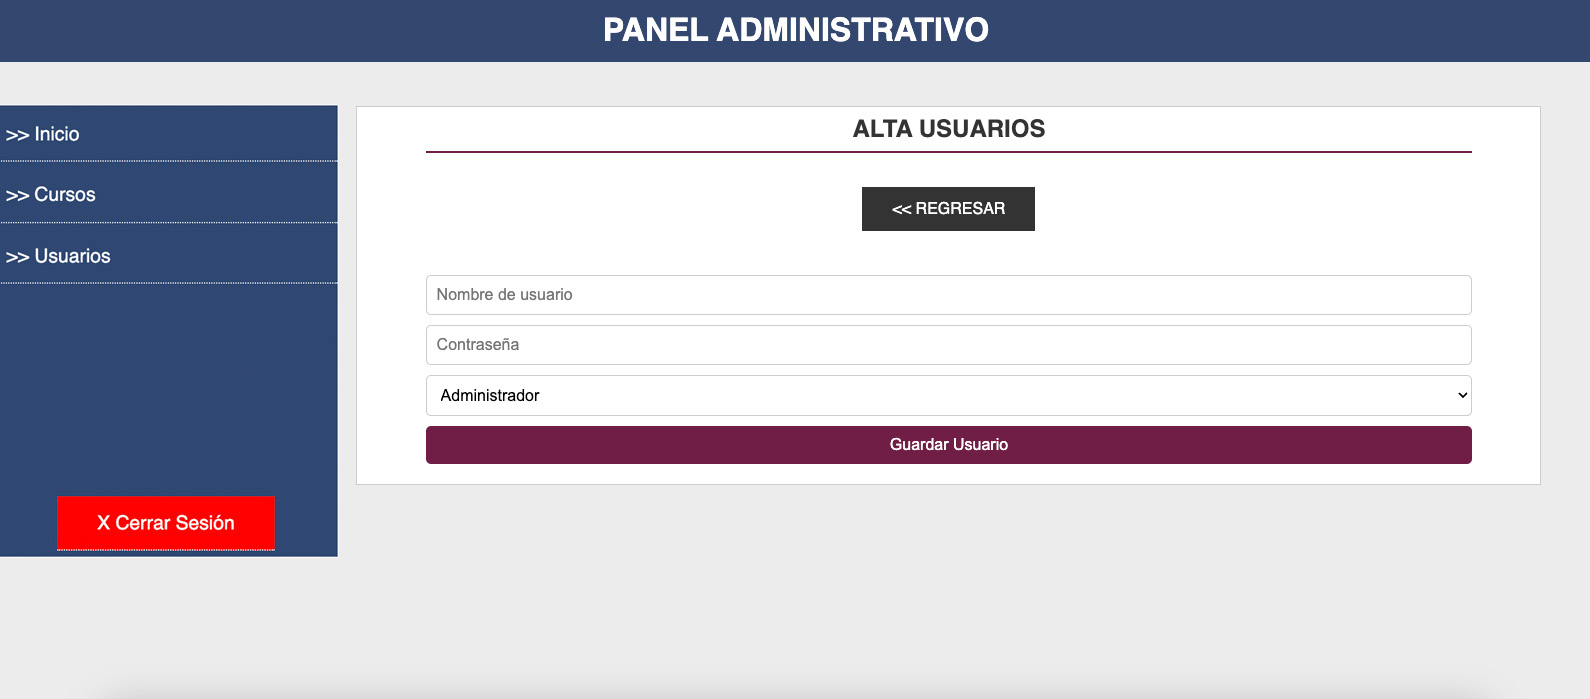 PANEL ADMINISTRATIVO
>> Inicio
>> Cursos
>> Usuarios
X Cerrar Sesión
ALTA USUARIOS
<< REGRESAR
Nombre de usuario
Contraseña
Administrador
Guardar Usuario